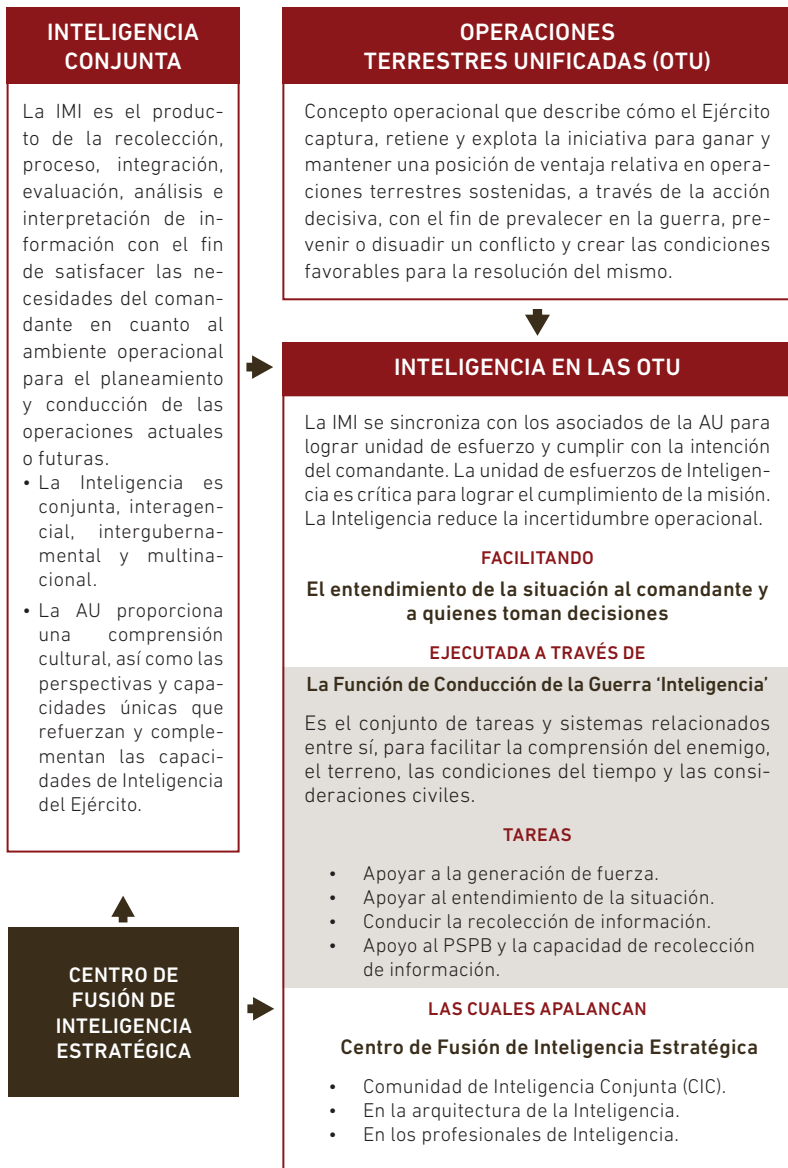 INTELIGENCIA
CONJUNTA
La IMI es el produc-
to de la recolección,
proceso, integración,
evaluación, análisis e
interpretación de in-
formación con el fin
de satisfacer las ne-
cesidades del coman-
dante en cuanto al
ambiente operacional
para el planeamiento
y conducción de las
operaciones actuales
o futuras.
• La Inteligencia es
conjunta, interagen-
cial, interguberna-
mental y multina-
cional.
• La AU proporciona
una comprensión
cultural, así como las
perspectivas y capa-
cidades únicas que
refuerzan y comple-
mentan las capaci-
dades de Inteligencia
del Ejército.
CENTRO DE
FUSIÓN DE
INTELIGENCIA
ESTRATÉGICA
OPERACIONES
TERRESTRES UNIFICADAS (OTU)
Concepto operacional que describe cómo el Ejército
captura, retiene y explota la iniciativa para ganar y
mantener una posición de ventaja relativa en opera-
ciones terrestres sostenidas, a través de la acción
decisiva, con el fin de prevalecer en la guerra, pre-
venir o disuadir un conflicto y crear las condiciones
favorables para la resolución del mismo.
INTELIGENCIA EN LAS OTU
La IMI se sincroniza con los asociados de la AU para
lograr unidad de esfuerzo y cumplir con la intención
del comandante. La unidad de esfuerzos de Inteligen-
cia es crítica para lograr el cumplimiento de la misión.
La Inteligencia reduce la incertidumbre operacional.
FACILITANDO
El entendimiento de la situación al comandante y
a quienes toman decisiones
EJECUTADA A TRAVÉS DE
La Función de Conducción de la Guerra 'Inteligencia'
Es el conjunto de tareas y sistemas relacionados
entre sí, para facilitar la comprensión del enemigo,
el terreno, las condiciones del tiempo y las consi-
deraciones civiles.
TAREAS
• Apoyar a la generación de fuerza.
• Apoyar al entendimiento de la situación.
• Conducir la recolección de información.
• Apoyo al PSPB y la capacidad de recolección
de información.
LAS CUALES APALANCAN
Centro de Fusión de Inteligencia Estratégica
• Comunidad de Inteligencia Conjunta (CIC).
• En la arquitectura de la Inteligencia.
• En los profesionales de Inteligencia.